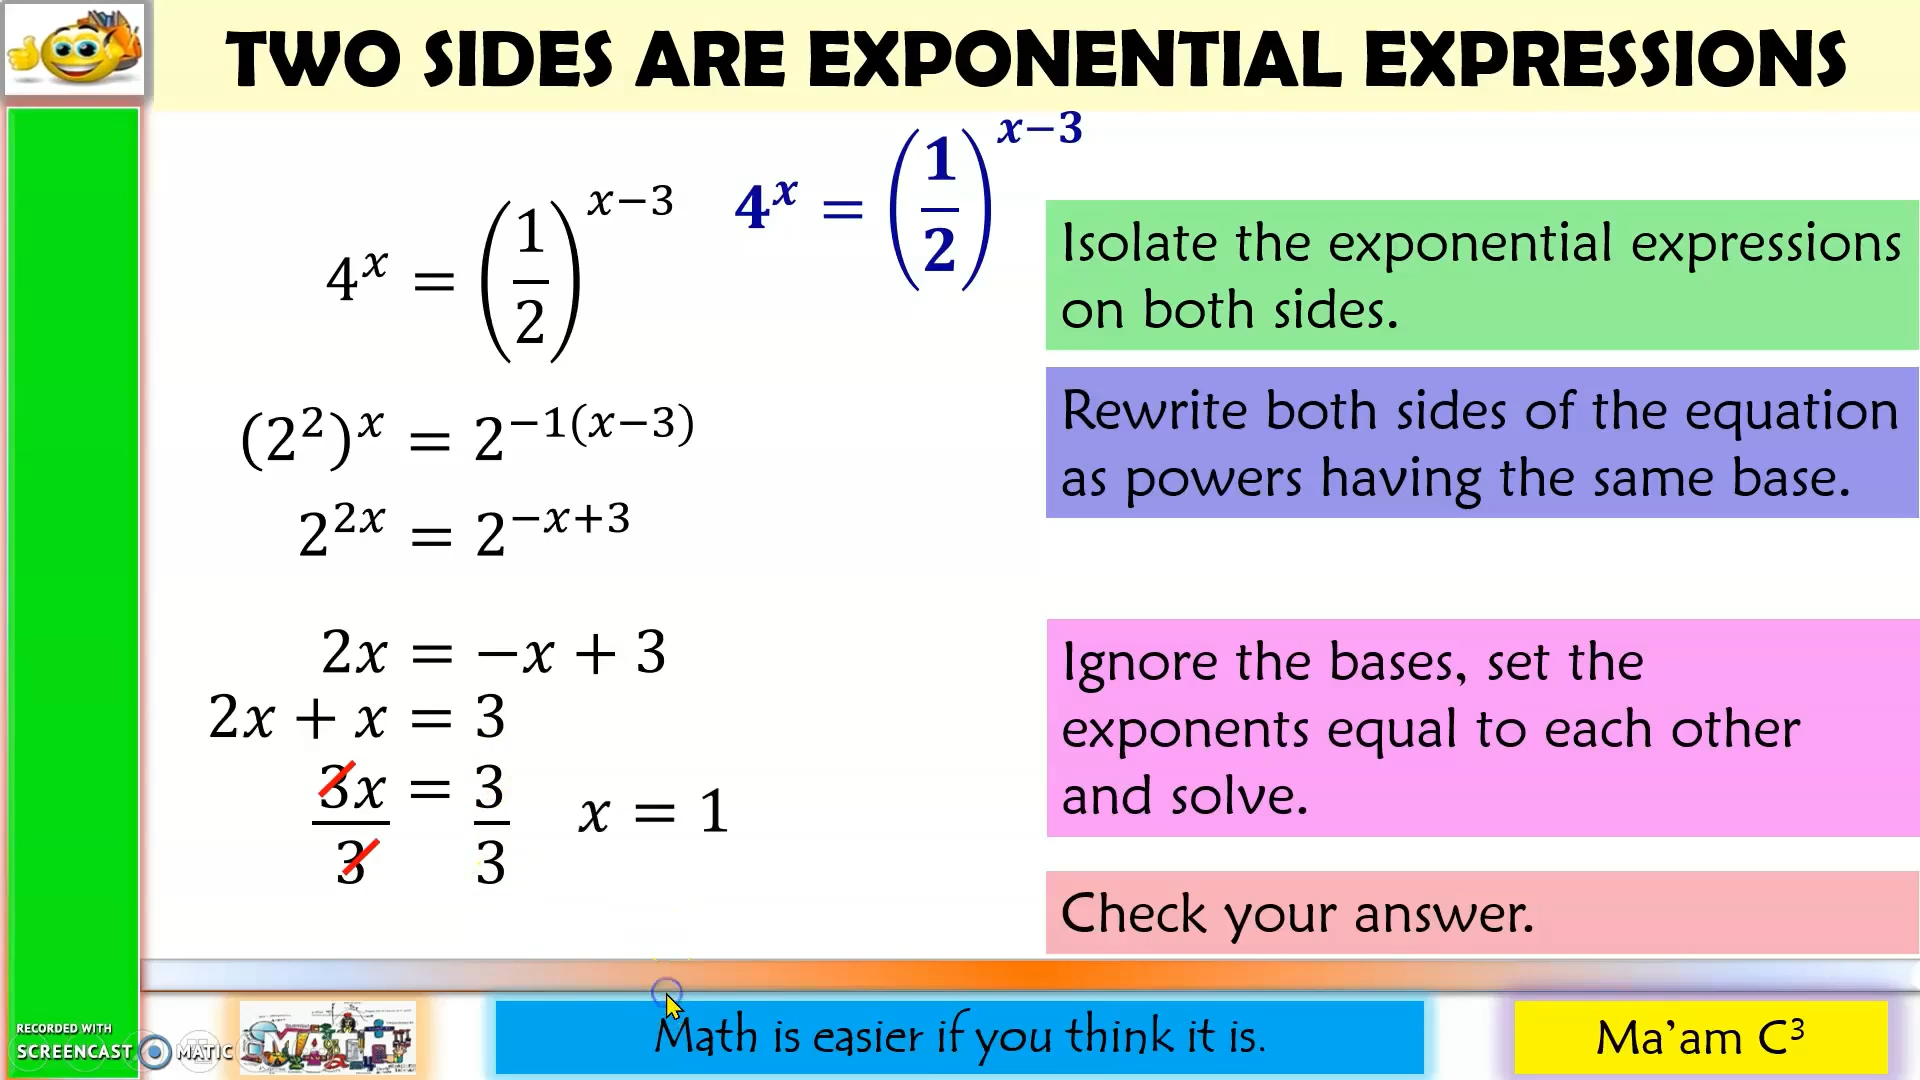 TWO SIDES ARE EXPONENTIAL EXPRESSIONS
4^x = (1/2)^(x−3)
4^x = (1/2)^(x−3)
(2^2)^x = 2^(−1(x−3))
2^(2x) = 2^(−x+3)
2x = −x + 3
2x + x = 3
3x/3 = 3/3
x = 1
Isolate the exponential expressions
on both sides.
Rewrite both sides of the equation
as powers having the same base.
Ignore the bases, set the
exponents equal to each other
and solve.
Check your answer.
RECORDED WITH
SCREENCAST MATIC
MATH
Math is easier if you think it is.
Ma’am C³